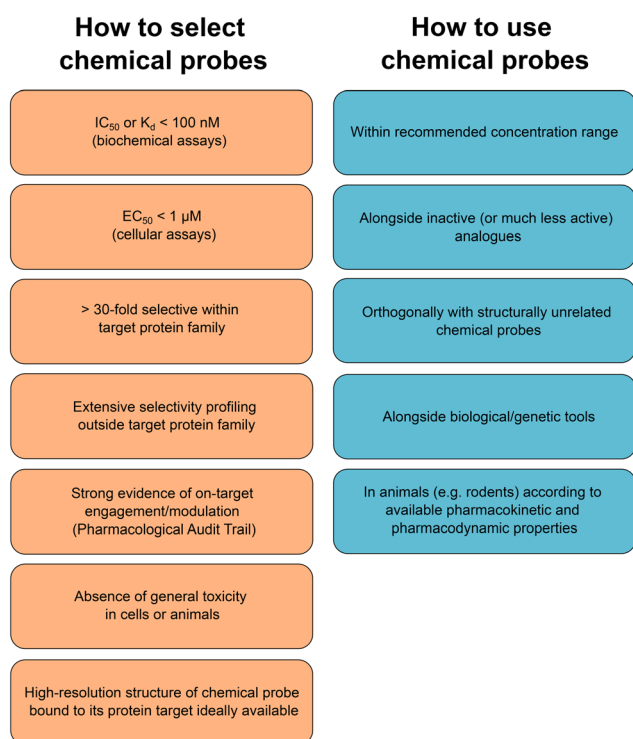 How to select
chemical probes
IC₅₀ or K_d < 100 nM
(biochemical assays)
EC₅₀ < 1 µM
(cellular assays)
> 30-fold selective within
target protein family
Extensive selectivity profiling
outside target protein family
Strong evidence of on-target
engagement/modulation
(Pharmacological Audit Trail)
Absence of general toxicity
in cells or animals
High-resolution structure of chemical probe
bound to its protein target ideally available
How to use
chemical probes
Within recommended concentration range
Alongside inactive (or much less active)
analogues
Orthogonally with structurally unrelated
chemical probes
Alongside biological/genetic tools
In animals (e.g. rodents) according to
available pharmacokinetic and
pharmacodynamic properties